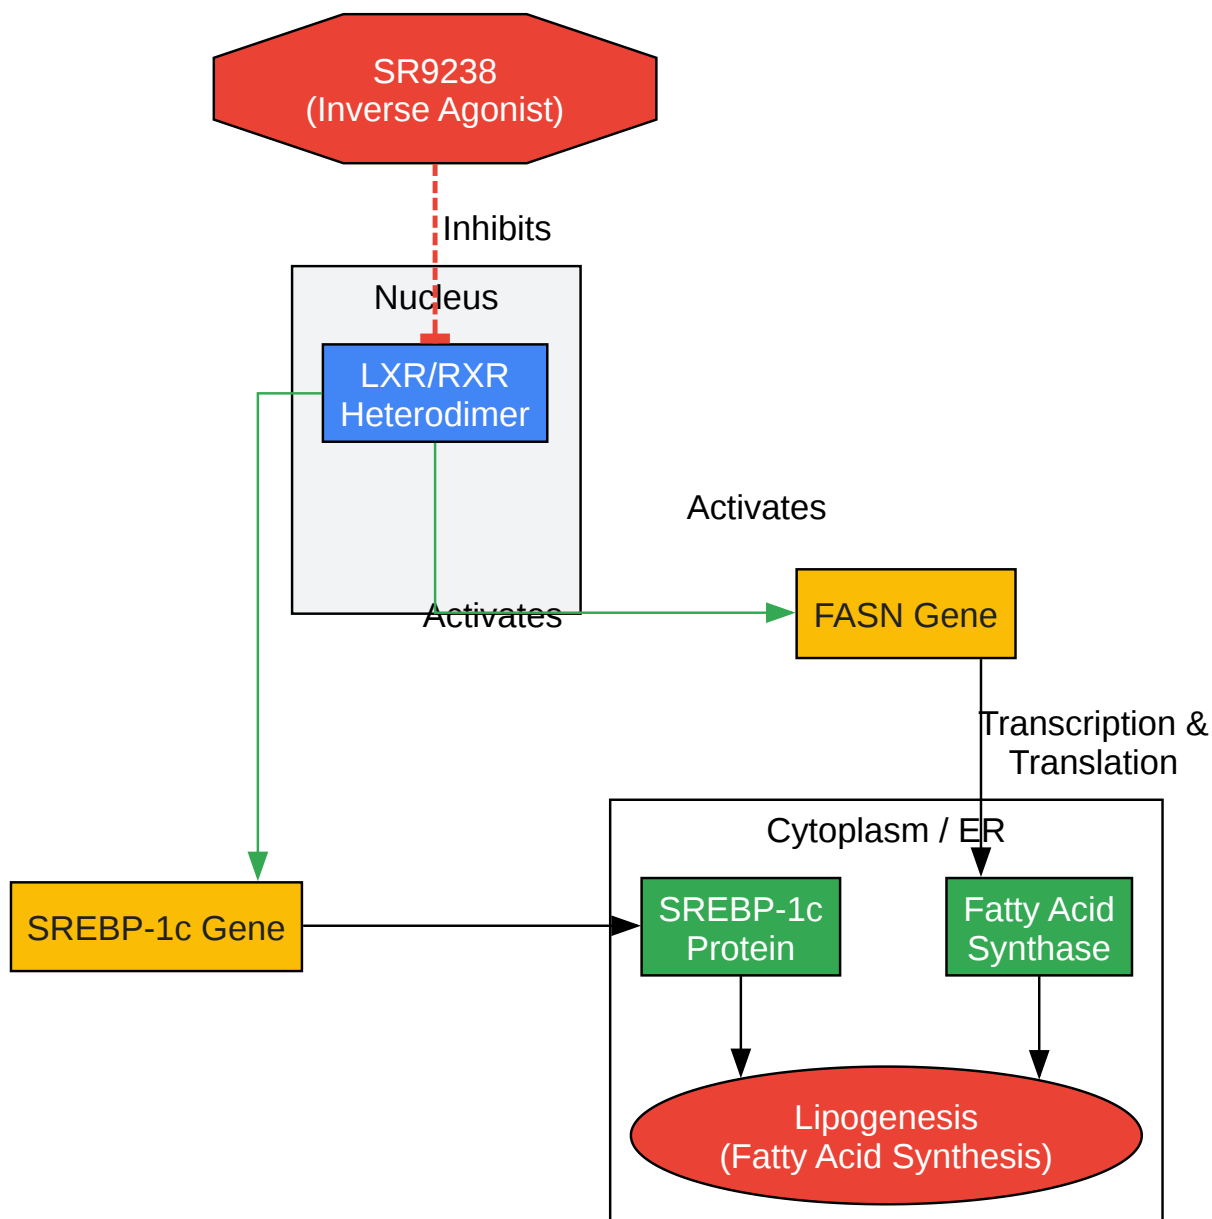 SR9238
(Inverse Agonist)
Inhibits
Nucleus
LXR/RXR
Heterodimer
Activates
Activates
FASN Gene
Transcription &
Translation
Cytoplasm / ER
SREBP-1c Gene
SREBP-1c
Protein
Fatty Acid
Synthase
Lipogenesis
(Fatty Acid Synthesis)